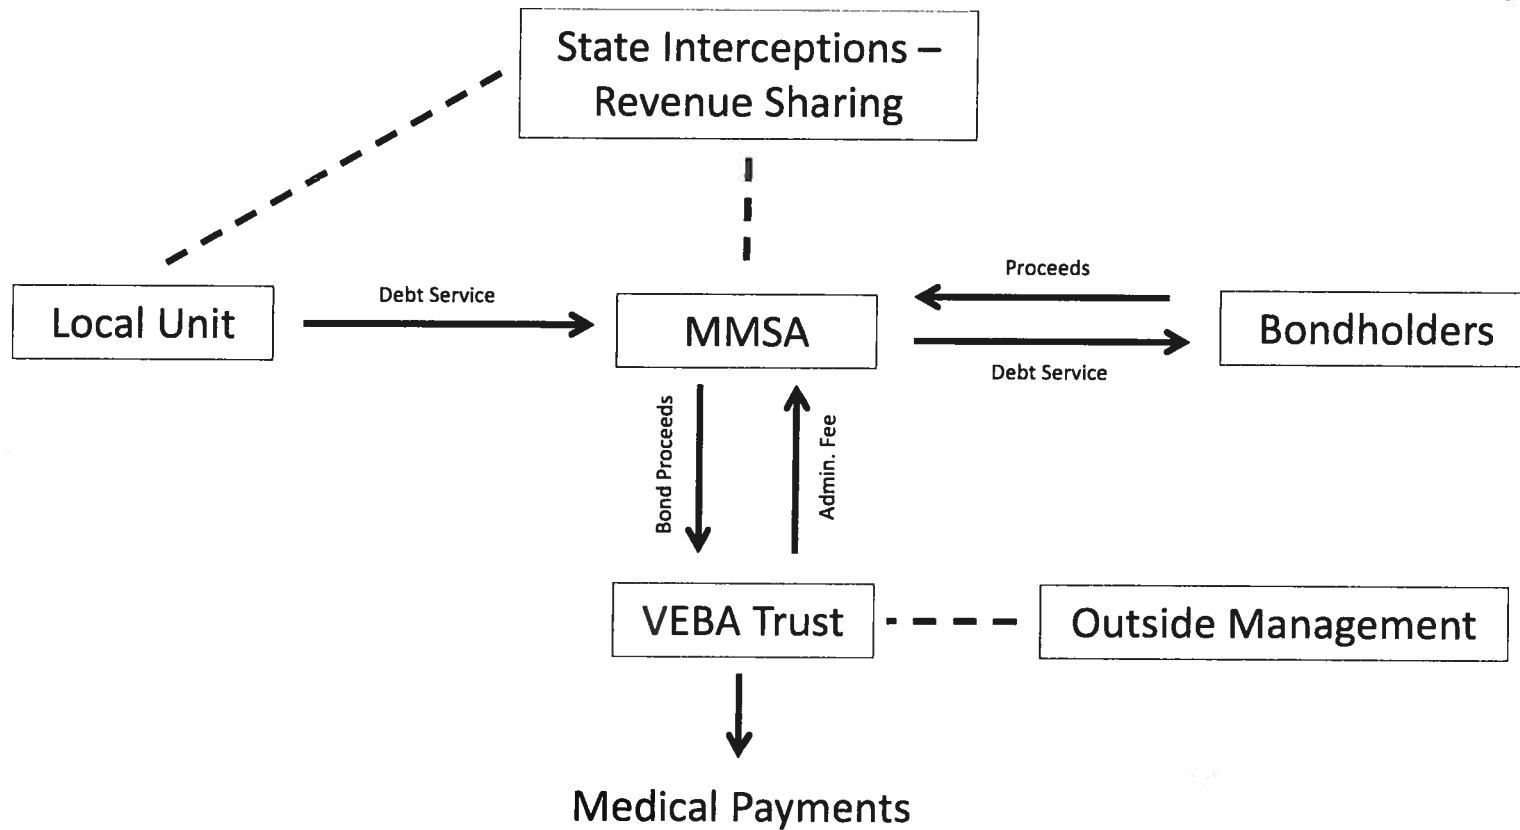 State Interceptions –
Revenue Sharing
Debt Service
Proceeds
Local Unit
MMSA
Bondholders
Debt Service
Bond Proceeds
Admin. Fee
VEBA Trust
Outside Management
Medical Payments